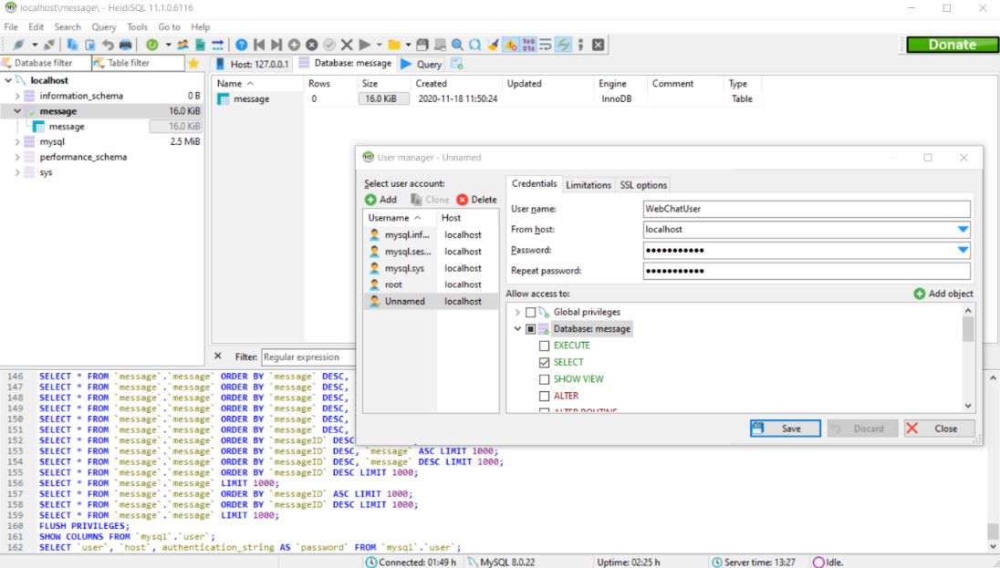 localhost\message\ - HeidiSQL 11.1.0.6116
File Edit Search Query Tools Go to Help
Donate
Database filter Table filter
Host: 127.0.0.1 Database: message Query
localhost
information_schema 0 B
message 16.0 KiB
message 16.0 KiB
mysql 2.5 MiB
performance_schema
sys
Name Rows Size Created Updated Engine Comment Type
message 0 16.0 KiB 2020-11-18 11:50:24 InnoDB Table
User manager - Unnamed
Select user account:
Add Clone Delete
Username Host
mysql.inf... localhost
mysql.ses... localhost
mysql.sys localhost
root localhost
Unnamed localhost
Credentials Limitations SSL options
User name: WebChatUser
From host: localhost
Password: ●●●●●●●●●●●
Repeat password: ●●●●●●●●●●●
Allow access to: Add object
Global privileges
Database: message
EXECUTE
SELECT
SHOW VIEW
ALTER
ALTER ROUTINE
Save Discard Close
Filter: Regular expression
146 SELECT * FROM `message`.`message` ORDER BY `message` DESC,
147 SELECT * FROM `message`.`message` ORDER BY `message` DESC,
148 SELECT * FROM `message`.`message` ORDER BY `message` DESC,
149 SELECT * FROM `message`.`message` ORDER BY `message` DESC,
150 SELECT * FROM `message`.`message` ORDER BY `message` DESC,
151 SELECT * FROM `message`.`message` ORDER BY `message` DESC,
152 SELECT * FROM `message`.`message` ORDER BY `messageID` DESC
153 SELECT * FROM `message`.`message` ORDER BY `messageID` DESC, `message` ASC LIMIT 1000;
154 SELECT * FROM `message`.`message` ORDER BY `messageID` DESC, `message` DESC LIMIT 1000;
155 SELECT * FROM `message`.`message` ORDER BY `messageID` DESC LIMIT 1000;
156 SELECT * FROM `message`.`message` LIMIT 1000;
157 SELECT * FROM `message`.`message` ORDER BY `messageID` ASC LIMIT 1000;
158 SELECT * FROM `message`.`message` ORDER BY `messageID` DESC LIMIT 1000;
159 SELECT * FROM `message`.`message` LIMIT 1000;
160 FLUSH PRIVILEGES;
161 SHOW COLUMNS FROM `mysql`.`user`;
162 SELECT `user`, `host`, authentication_string AS `password` FROM `mysql`.`user`;
Connected: 01:49 h MySQL 8.0.22 Uptime: 02:25 h Server time: 13:27 Idle.